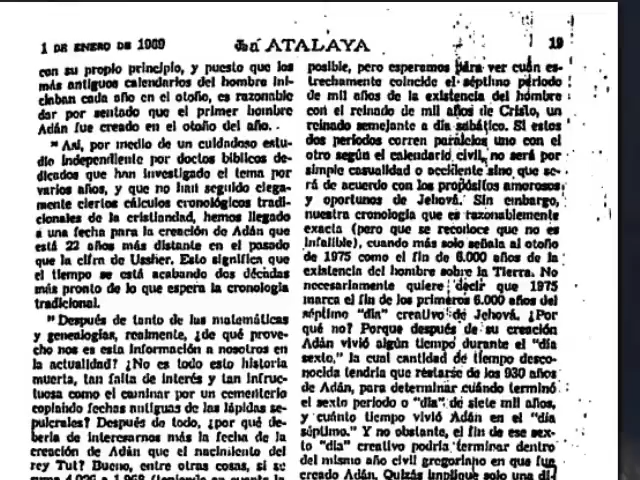 1 DE ENERO DE 1969 La ATALAYA 19
con su propio principio, y puesto que los
más antiguos calendarios del hombre ini-
ciaban cada año en el otoño, es razonable
dar por sentado que el primer hombre
Adán fue creado en el otoño del año.
Así, por medio de un cuidadoso estu-
dio independiente por doctos bíblicos de-
dicados que han investigado el tema por
varios años, y que no han seguido ciega-
mente ciertos cálculos cronológicos tradi-
cionales de la cristiandad, hemos llegado
a una fecha para la creación de Adán que
está 22 años más distante en el pasado
que la cifra de Ussher. Esto significa que
el tiempo se está acabando dos décadas
más pronto de lo que espera la cronología
tradicional.
Después de tanto de las matemáticas
y genealogías, realmente, ¿de qué prove-
cho nos es esta información a nosotros en
la actualidad? ¿No es todo esto historia
muerta, tan falta de interés y tan infruc-
tuosa como el caminar por un cementerio
copiando fechas antiguas de las lápidas se-
pulcrales? Después de todo, ¿por qué de-
bería de interesarnos más la fecha de la
creación de Adán que el nacimiento del
rey Tut? Bueno, entre otras cosas, si se
posible, pero esperamos para ver cuán es-
trechamente coincide el séptimo período
de mil años de la existencia del hombre
con el reinado de mil años de Cristo, un
reinado semejante a día sabático. Si estos
dos períodos corren paralelos uno con el
otro según el calendario civil, no será por
simple casualidad o accidente sino que se-
rá de acuerdo con los propósitos amorosos
y oportunos de Jehová. Sin embargo,
nuestra cronología que es razonablemente
exacta (pero que se reconoce que no es
infalible), cuando más solo señala al otoño
de 1975 como el fin de 6.000 años de la
existencia del hombre sobre la Tierra. No
necesariamente quiere decir que 1975
marca el fin de los primeros 6.000 años del
séptimo "día" creativo de Jehová. ¿Por
qué no? Porque después de su creación
Adán vivió algún tiempo durante el "día
sexto," la cual cantidad de tiempo desco-
nocida tendría que restarse de los 930 años
de Adán, para determinar cuándo terminó
el sexto período o "día" de siete mil años,
y cuánto tiempo vivió Adán en el "día
séptimo." Y no obstante, el fin de ese sex-
to "día" creativo podría terminar dentro
del mismo año civil gregoriano en que fue
creado Adán. Quizás implique solo una di-